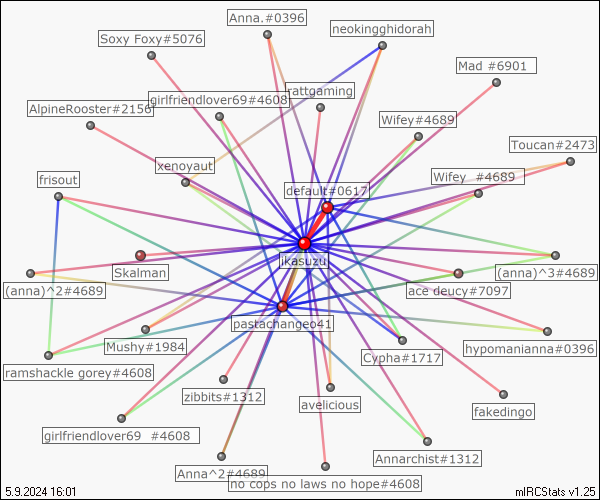 Anna.#0396
neokingghidorah
Soxy Foxy#5076
Mad #6901
rattgaming
girlfriendlover69#4608
AlpineRooster#2156
Wifey#4689
Toucan#2473
xenoyaut
frisout
Wifey #4689
default#0617
jikasuzu
Skalman
(anna)^3#4689
(anna)^2#4689
ace deucy#7097
pastachangeo41
Mushy#1984
hypomanianna#0396
Cypha#1717
ramshackle gorey#4608
zibbits#1312
avelicious
fakedingo
girlfriendlover69 #4608
Annarchist#1312
Anna^2#4689
no cops no laws no hope#4608
5.9.2024 16:01
mIRCStats v1.25